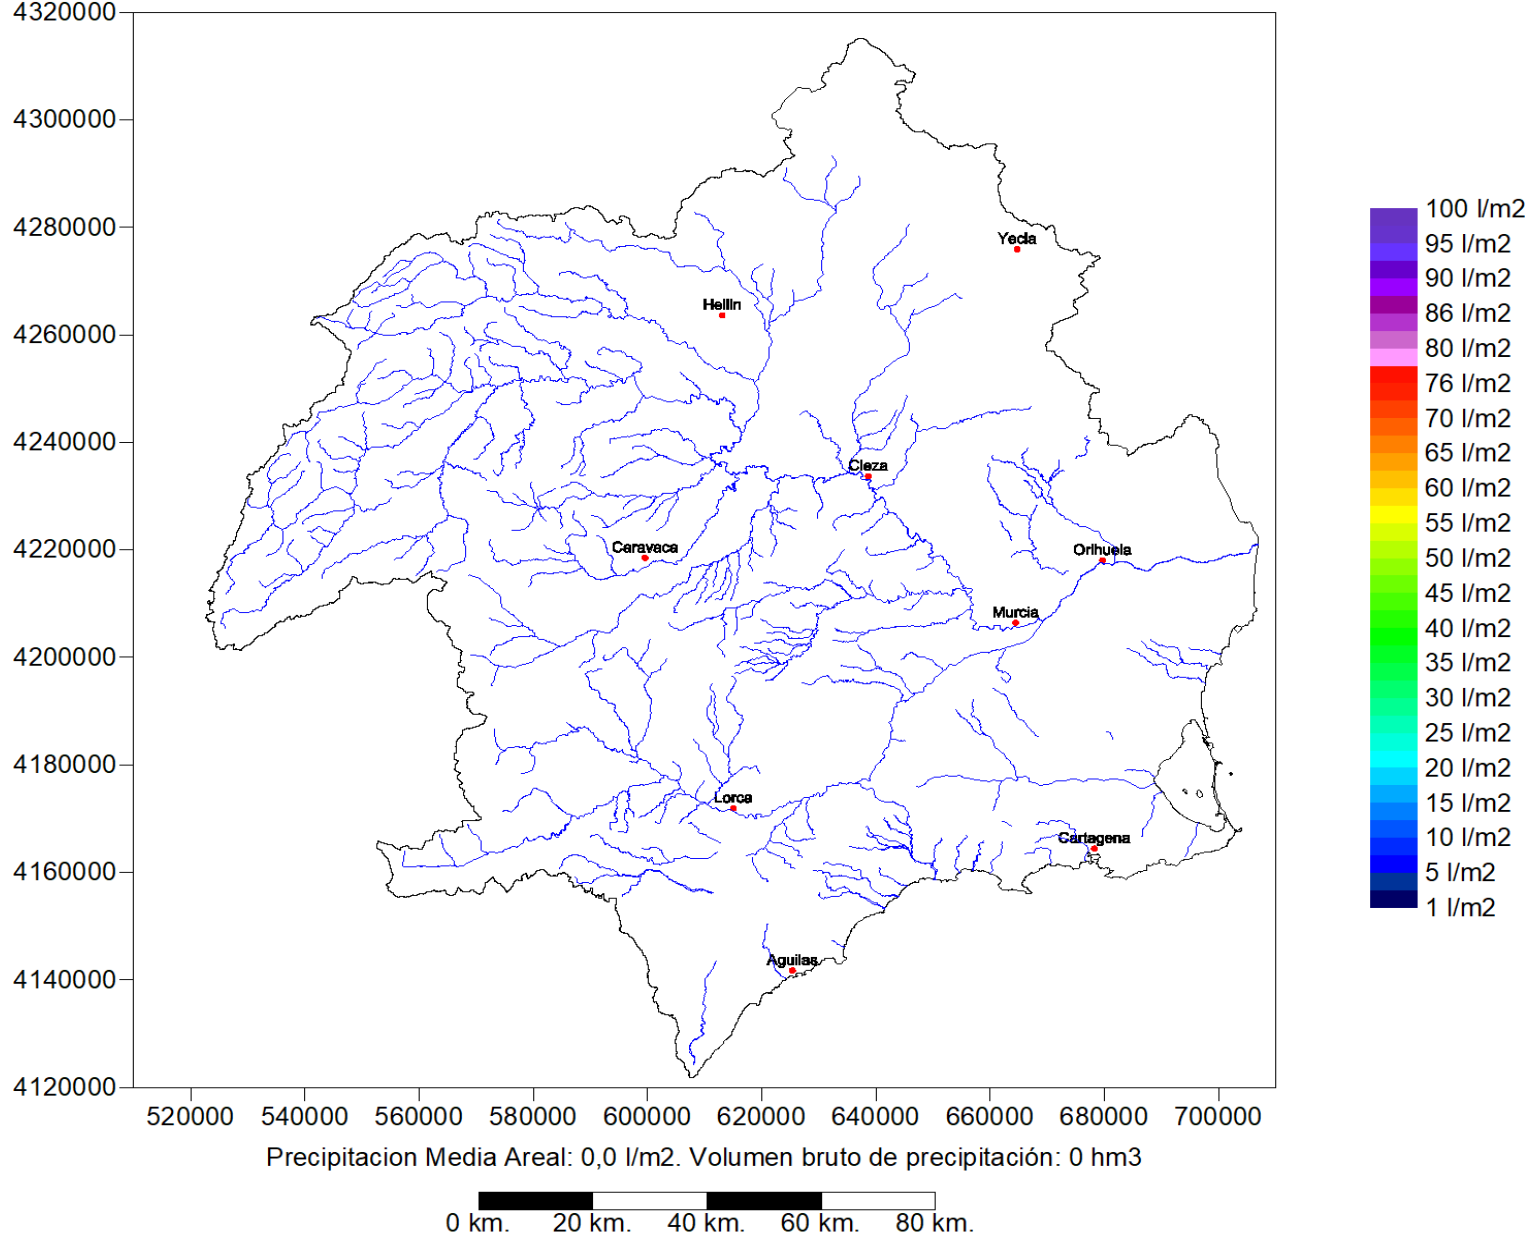 4320000
4300000
4280000
4260000
4240000
4220000
4200000
4180000
4160000
4140000
4120000
520000 540000 560000 580000 600000 620000 640000 660000 680000 700000
Yecla
Hellin
Cieza
Caravaca
Orihuela
Murcia
Lorca
Cartagena
Aguilas
100 l/m2
95 l/m2
90 l/m2
86 l/m2
80 l/m2
76 l/m2
70 l/m2
65 l/m2
60 l/m2
55 l/m2
50 l/m2
45 l/m2
40 l/m2
35 l/m2
30 l/m2
25 l/m2
20 l/m2
15 l/m2
10 l/m2
5 l/m2
1 l/m2
Precipitacion Media Areal: 0,0 l/m2. Volumen bruto de precipitación: 0 hm3
0 km. 20 km. 40 km. 60 km. 80 km.